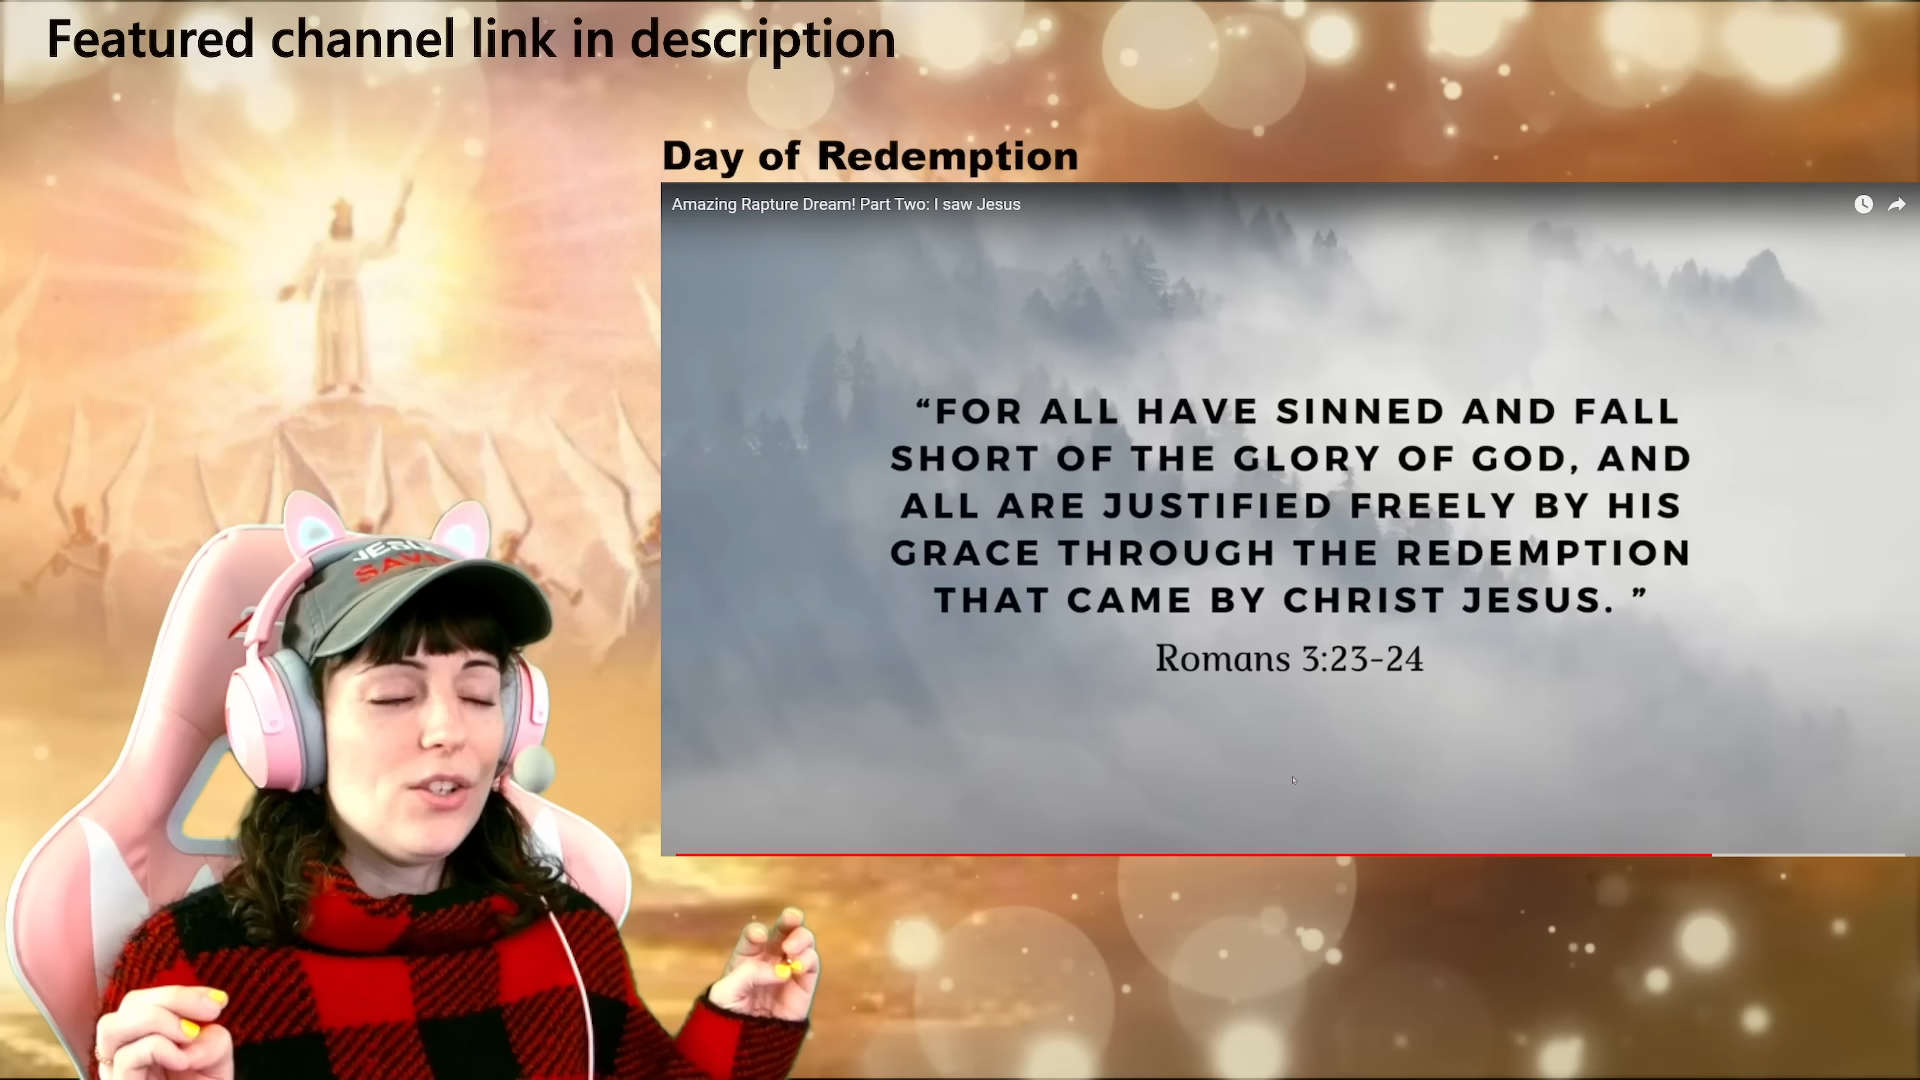 Featured channel link in description
Day of Redemption
Amazing Rapture Dream! Part Two: I saw Jesus
“FOR ALL HAVE SINNED AND FALL
SHORT OF THE GLORY OF GOD, AND
ALL ARE JUSTIFIED FREELY BY HIS
GRACE THROUGH THE REDEMPTION
THAT CAME BY CHRIST JESUS. ”
Romans 3:23-24